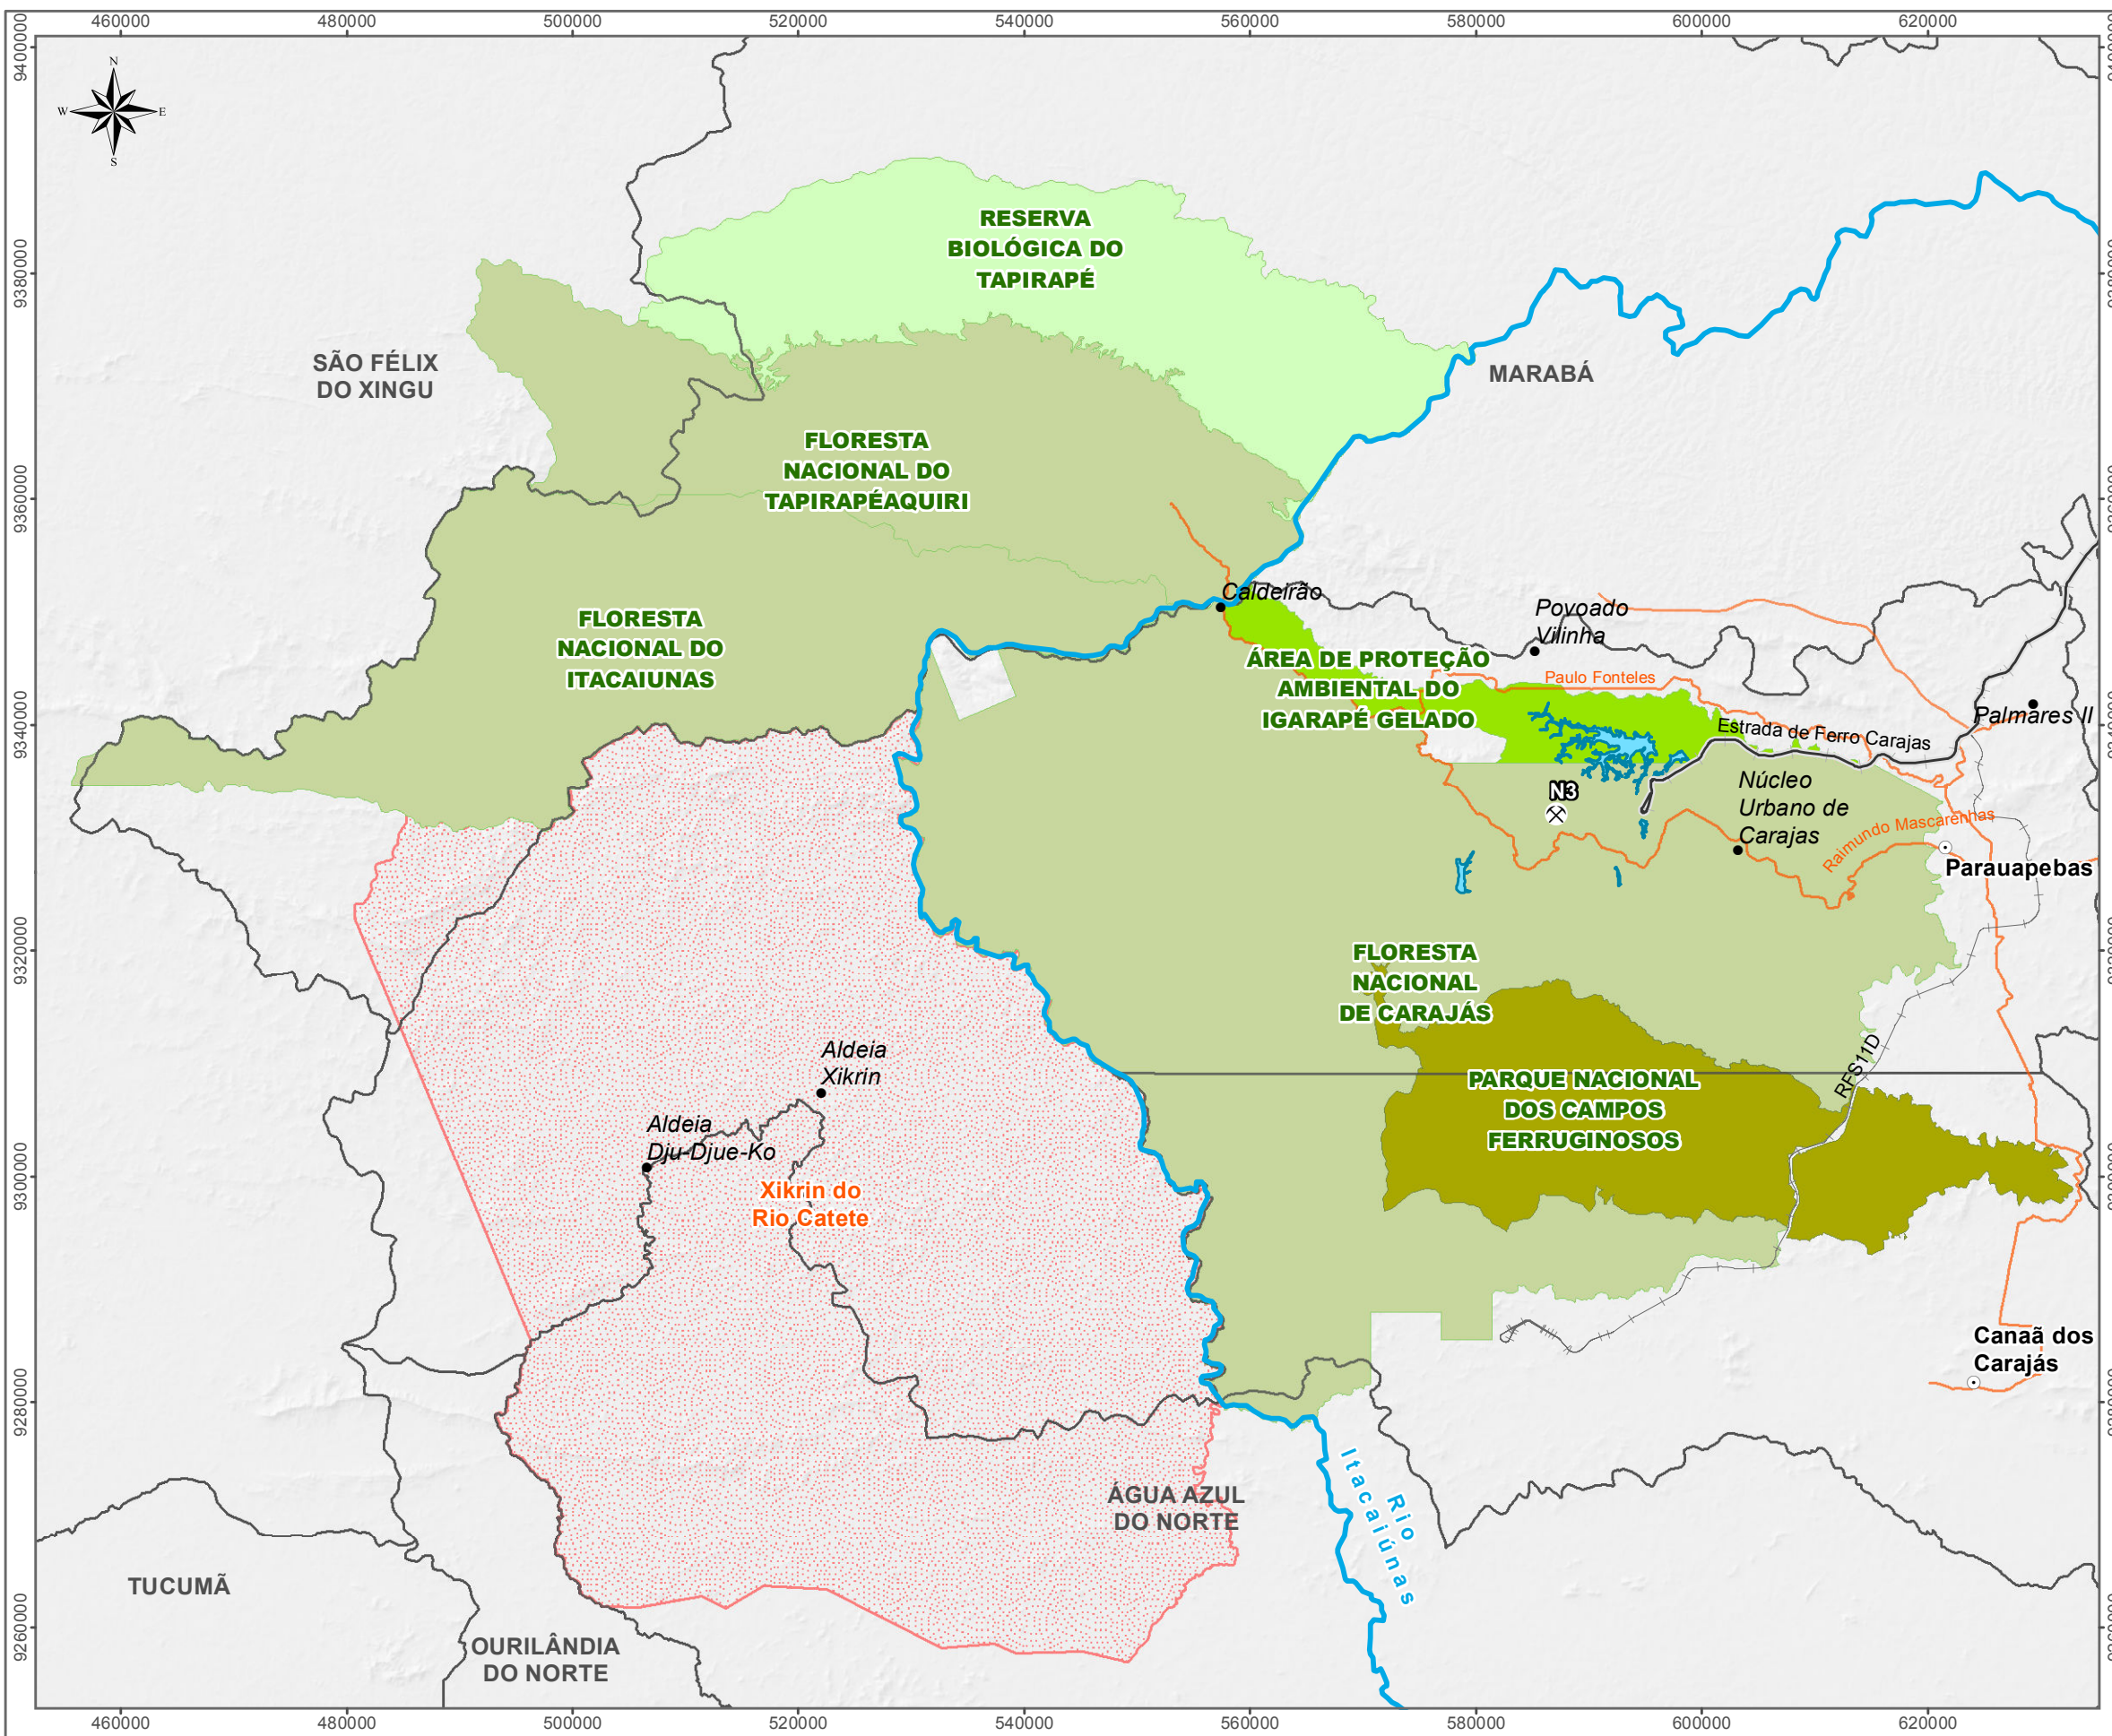 460000 480000 500000 520000 540000 560000 580000 600000 620000
9400000
N
W E
S
RESERVA
BIOLÓGICA DO
TAPIRAPÉ
9380000
SÃO FÉLIX
DO XINGU
MARABÁ
FLORESTA
NACIONAL DO
TAPIRAPÉAQUIRI
9360000
Caldeirão
Povoado
Vilinha
FLORESTA
NACIONAL DO
ITACAIUNAS
ÁREA DE PROTEÇÃO
AMBIENTAL DO
IGARAPÉ GELADO
Paulo Fonteles
Palmares II
Estrada de Ferro Carajas
9340000
N3
Núcleo
Urbano de
Carajas
Raimundo Mascarenhas
Parauapebas
9320000
FLORESTA
NACIONAL
DE CARAJÁS
Aldeia
Xikrin
RFS11D
PARQUE NACIONAL
DOS CAMPOS
FERRUGINOSOS
Aldeia
Dju-Djue-Ko
9300000
Xikrin do
Rio Catete
Canaã dos
Carajás
9280000
Rio
Itacaiúnas
ÁGUA AZUL
DO NORTE
TUCUMÃ
9260000
OURILÂNDIA
DO NORTE
460000 480000 500000 520000 540000 560000 580000 600000 620000